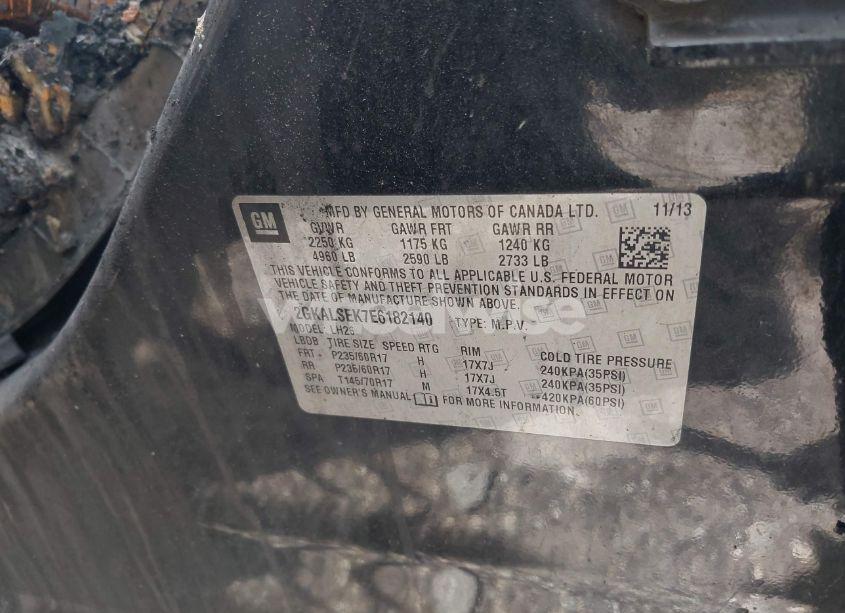 GM
MFD BY GENERAL MOTORS OF CANADA LTD. 11/13
GVWR GAWR FRT GAWR RR
2250 KG 1175 KG 1240 KG
4960 LB 2590 LB 2733 LB
THIS VEHICLE CONFORMS TO ALL APPLICABLE U.S. FEDERAL MOTOR
VEHICLE SAFETY AND THEFT PREVENTION STANDARDS IN EFFECT ON
THE DATE OF MANUFACTURE SHOWN ABOVE.
2GKALSEK7E6182140 TYPE: M.P.V.
MODEL: LH26
LBDB TIRE SIZE SPEED RTG RIM COLD TIRE PRESSURE
FRT P235/60R17 H 17X7J 240KPA(35PSI)
RR P235/60R17 H 17X7J 240KPA(35PSI)
SPA T145/70R17 M 17X4.5T 420KPA(60PSI)
SEE OWNER'S MANUAL FOR MORE INFORMATION.